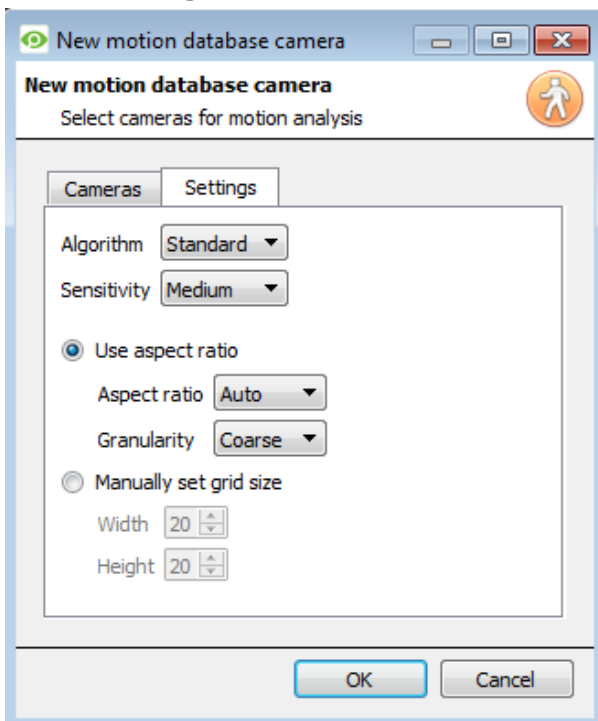 New motion database camera
New motion database camera
Select cameras for motion analysis
Cameras Settings
Algorithm Standard
Sensitivity Medium
Use aspect ratio
Aspect ratio Auto
Granularity Coarse
Manually set grid size
Width 20
Height 20
OK Cancel